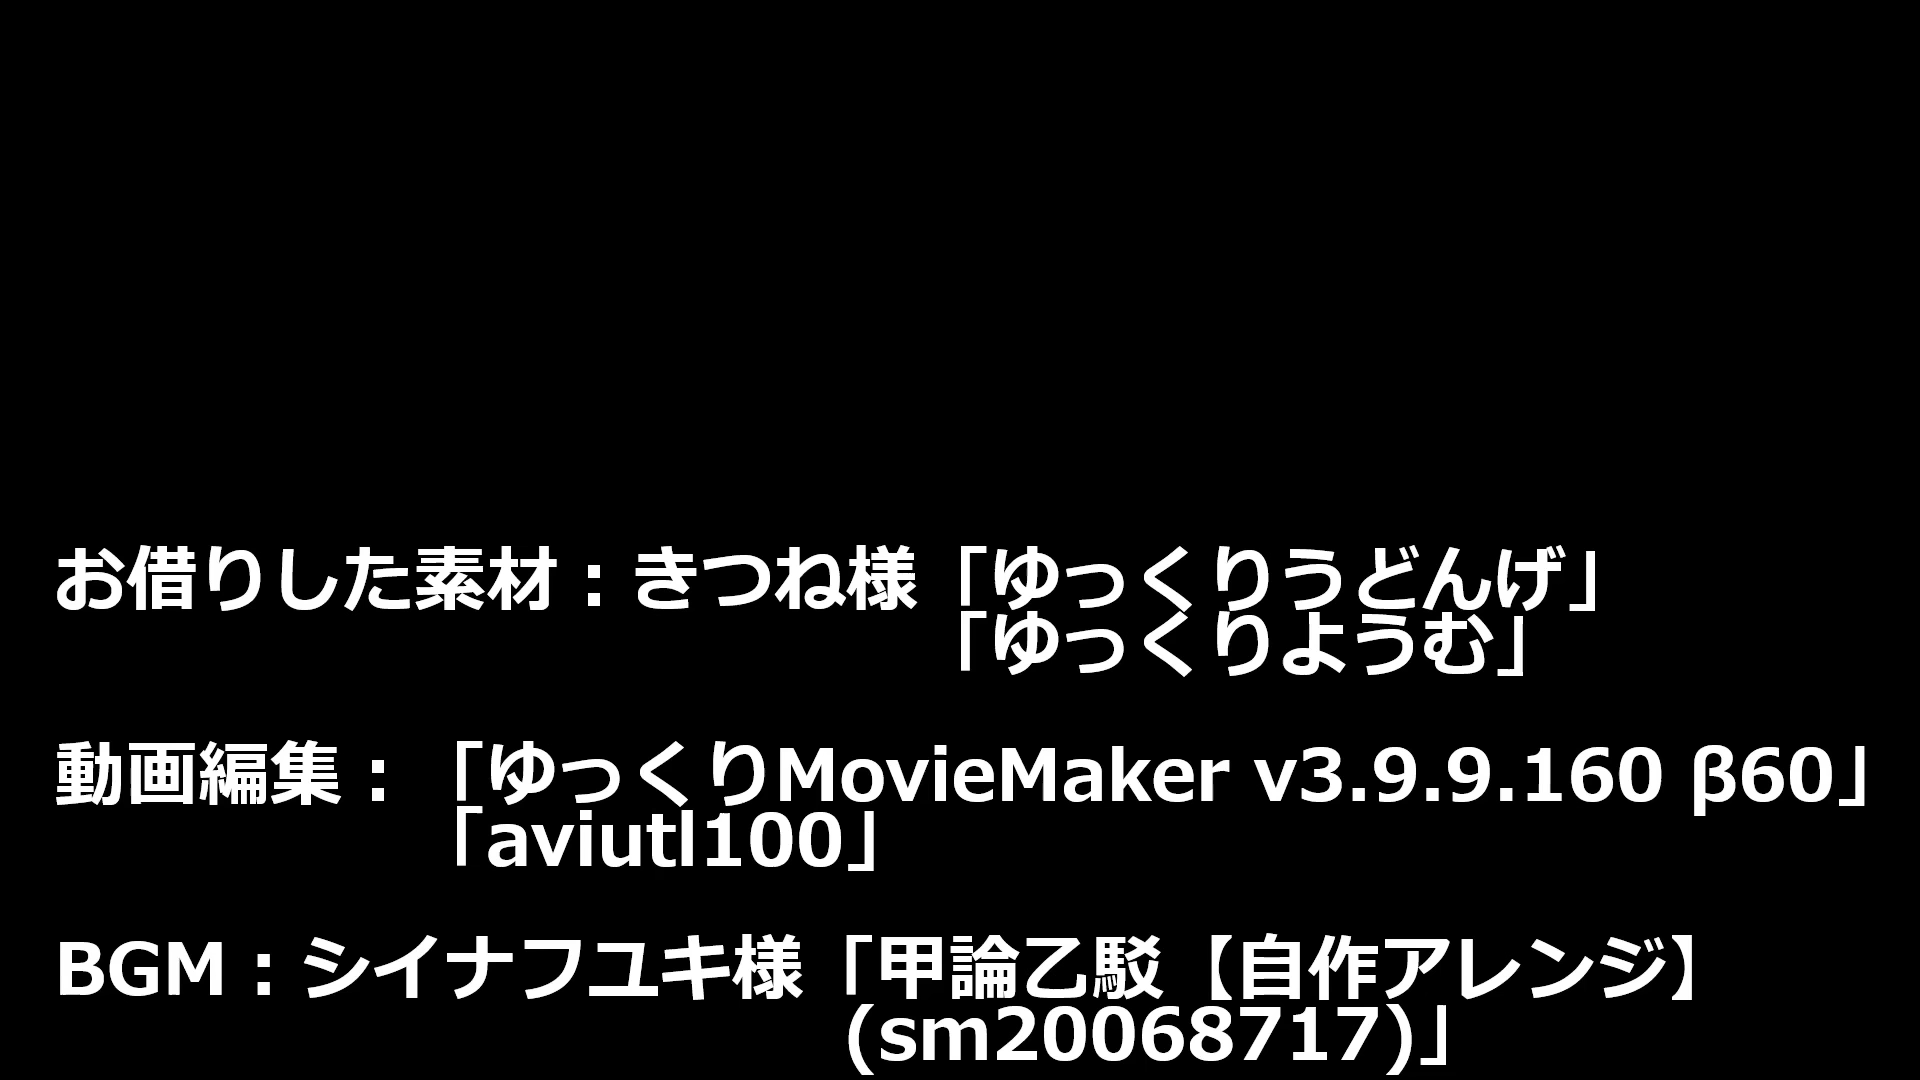 お借りした素材：きつね様「ゆっくりうどんげ」
「ゆっくりようむ」
動画編集：「ゆっくりMovieMaker v3.9.9.160 β60」
「aviutl100」
BGM：シイナフユキ様「甲論乙駁【自作アレンジ】
(sm20068717)」